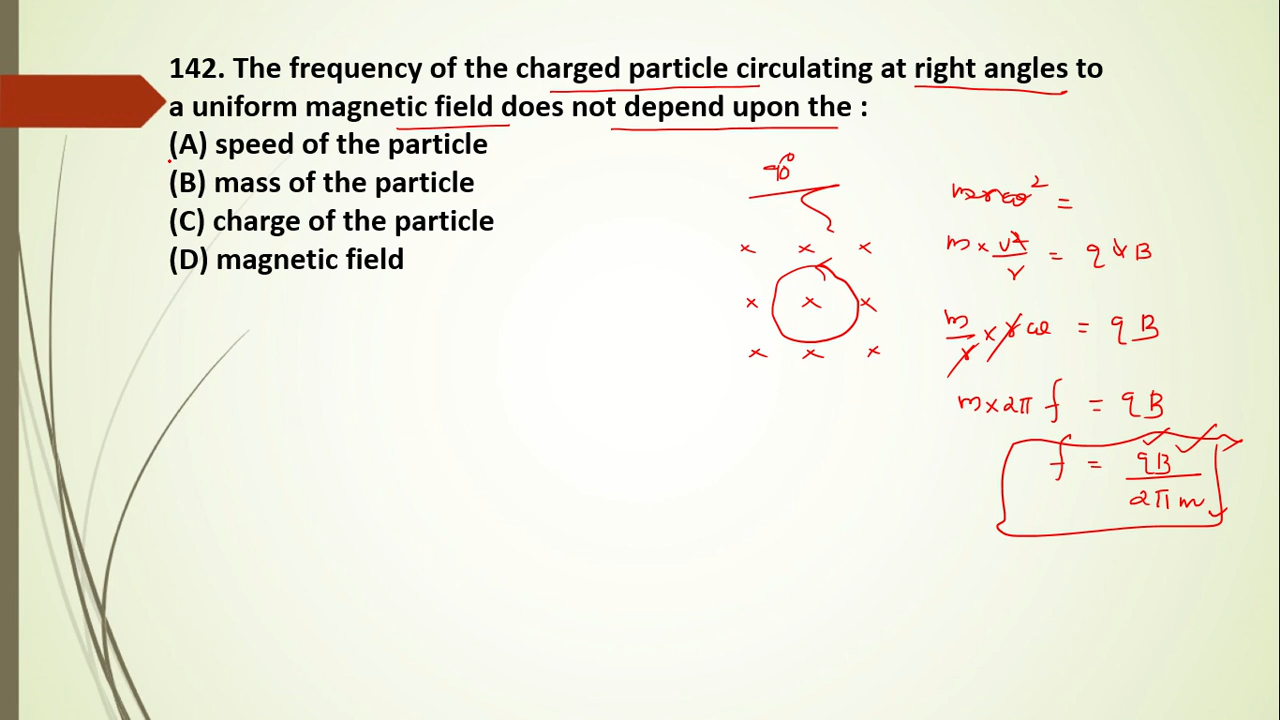 142. The frequency of the charged particle circulating at right angles to
a uniform magnetic field does not depend upon the :
(A) speed of the particle
(B) mass of the particle
(C) charge of the particle
(D) magnetic field
90°
× × ×
× × ×
× × ×
m×rω² =
m × v²/r = q v B
m/r × r ω = q B
m×2π f = q B
f = qB/2πm